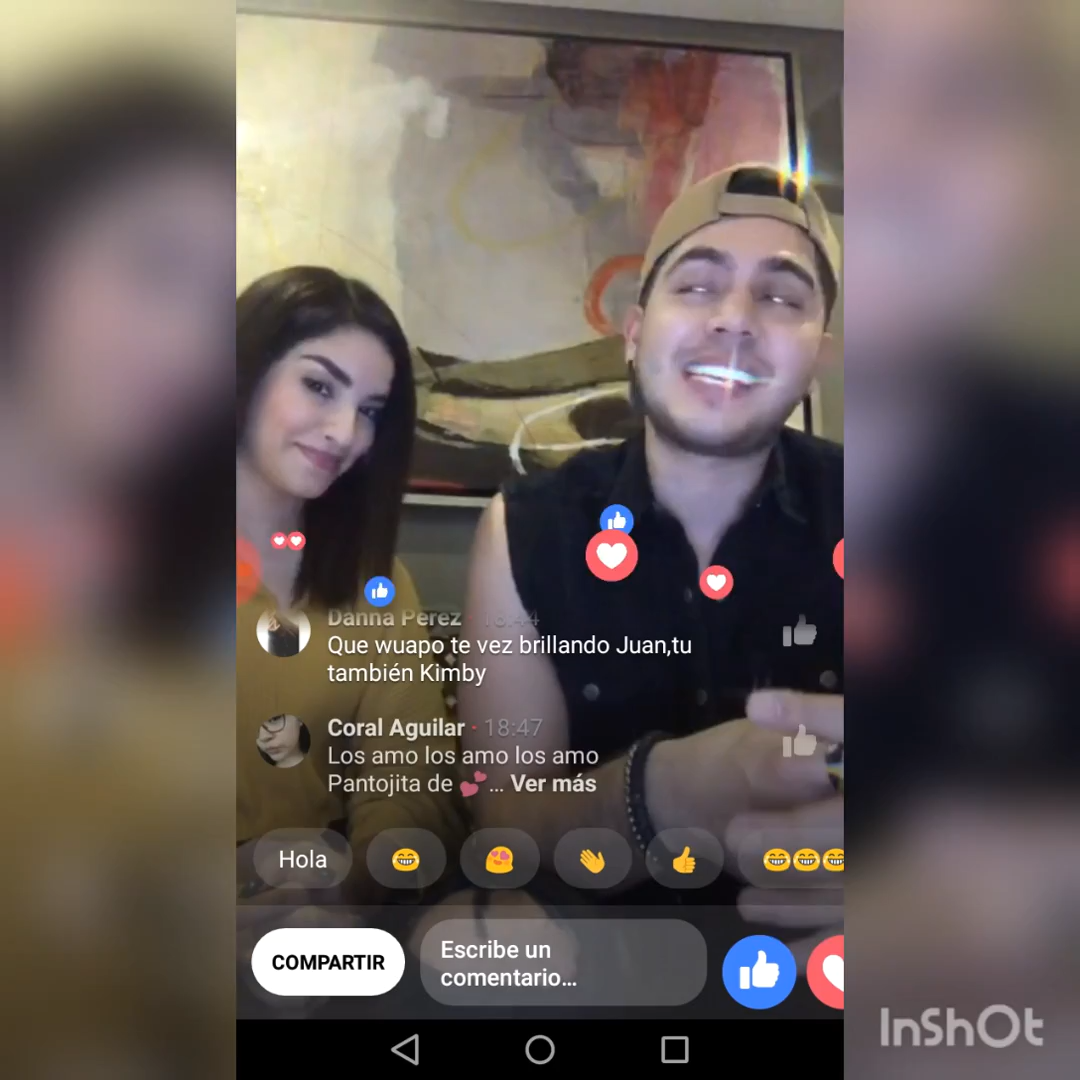 Danna Perez · 18:44
Que wuapo te vez brillando Juan,tu
también Kimby
Coral Aguilar · 18:47
Los amo los amo los amo
Pantojita de 💕... Ver más
Hola
COMPARTIR
Escribe un
comentario...
InShOt